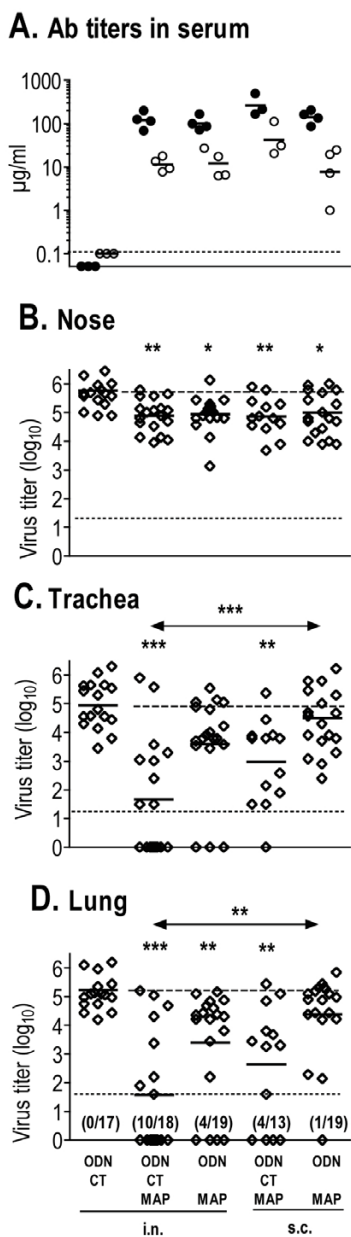 A. Ab titers in serum
1000
100
10
1
0.1
µg/ml
B. Nose
** * ** *
6
5
4
3
2
1
0
Virus titer (log10)
C. Trachea
***
*** **
6
5
4
3
2
1
0
Virus titer (log10)
D. Lung
**
*** ** **
6
5
4
3
2
1
0
Virus titer (log10)
(0/17) (10/18) (4/19) (4/13) (1/19)
ODN ODN ODN ODN ODN
CT CT CT
MAP MAP MAP MAP
i.n. s.c.